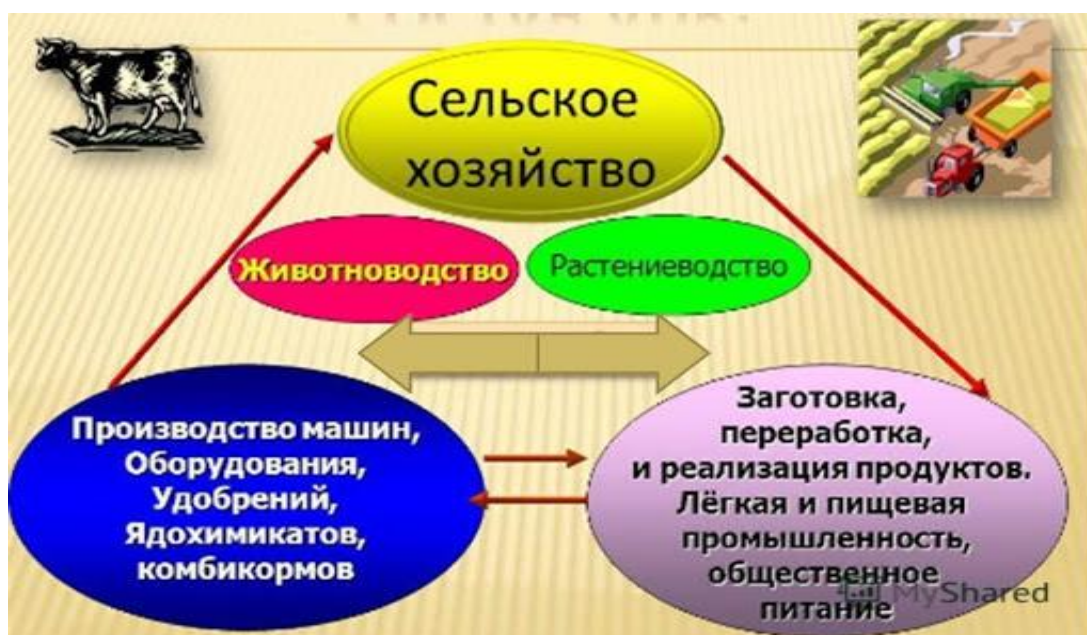 Сельское
хозяйство
Животноводство
Растениеводство
Производство машин,
Оборудования,
Удобрений,
Ядохимикатов,
комбикормов
Заготовка,
переработка,
и реализация продуктов.
Лёгкая и пищевая
промышленность,
общественное
питание
MyShared